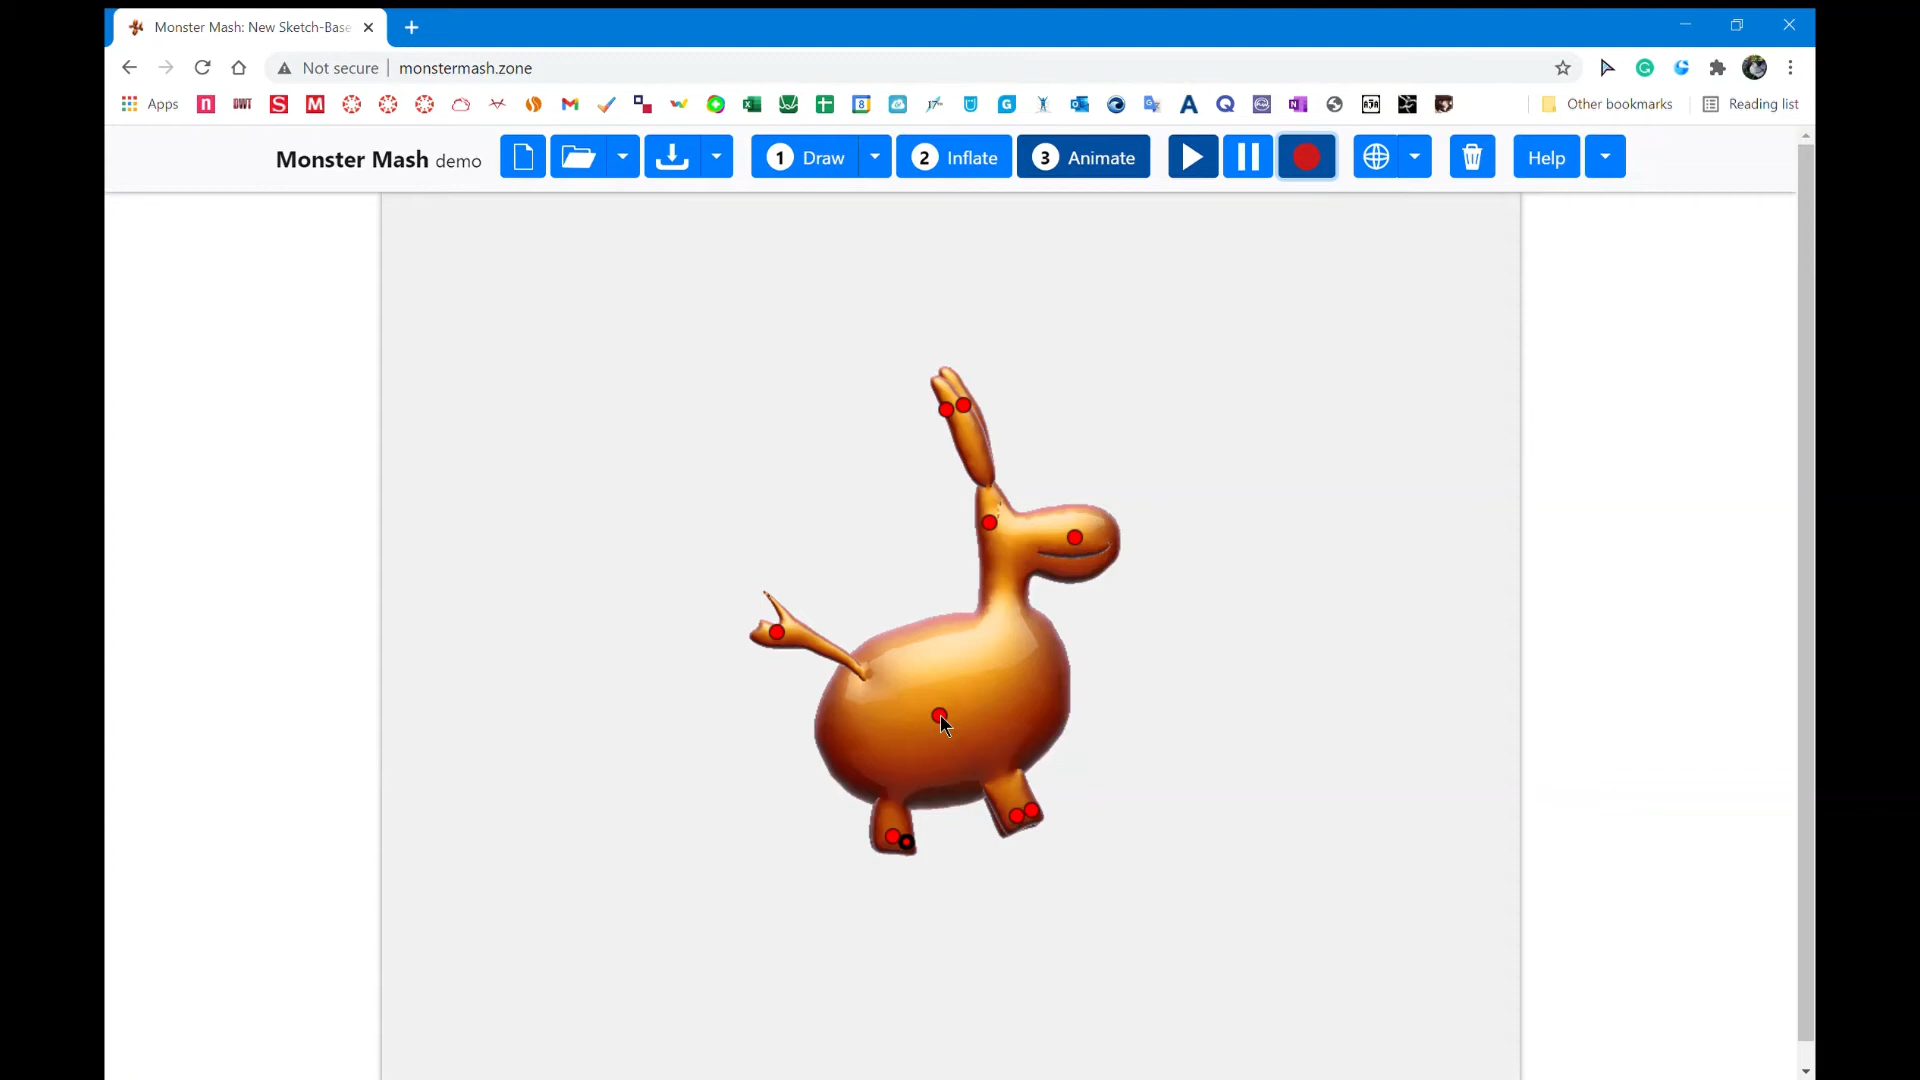 Monster Mash: New Sketch-Base
Not secure | monstermash.zone
Apps
Other bookmarks
Reading list
Monster Mash demo
1 Draw
2 Inflate
3 Animate
Help